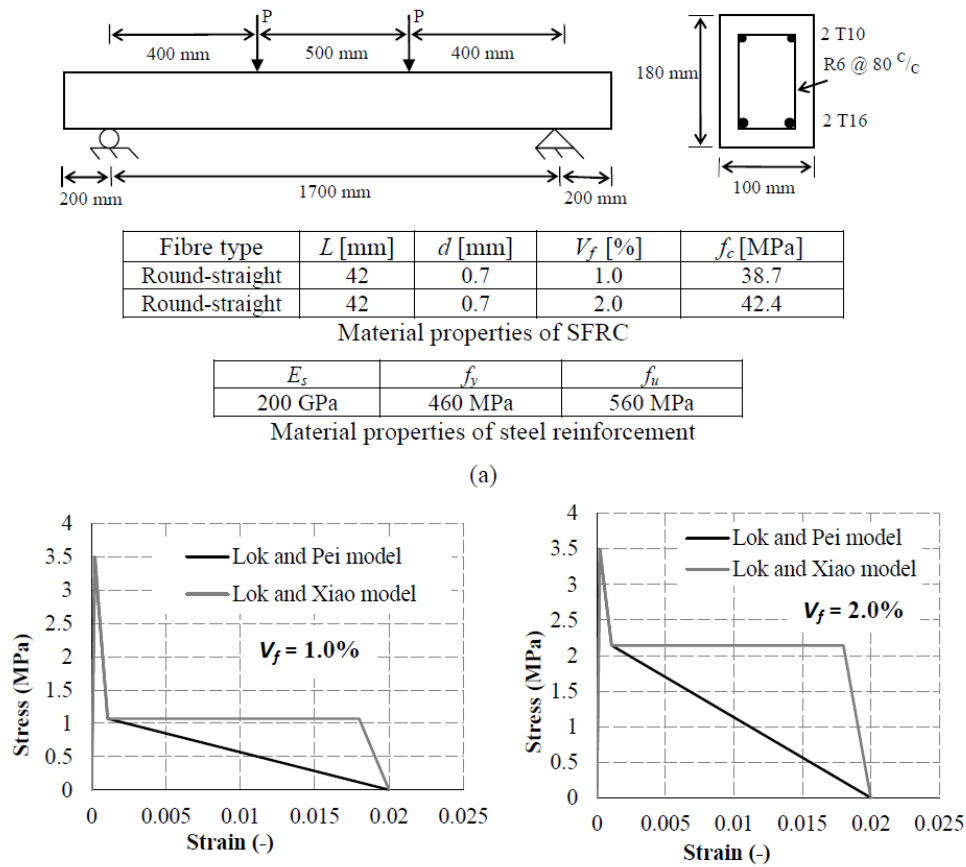 P P
400 mm 500 mm 400 mm
200 mm 1700 mm 200 mm
180 mm
100 mm
2 T10
R6 @ 80 C/C
2 T16
Fibre type L [mm] d [mm] Vf [%] fc [MPa]
Round-straight 42 0.7 1.0 38.7
Round-straight 42 0.7 2.0 42.4
Material properties of SFRC
Es fy fu
200 GPa 460 MPa 560 MPa
Material properties of steel reinforcement
(a)
Stress (MPa)
4
3.5
3
2.5
2
1.5
1
0.5
0
Lok and Pei model
Lok and Xiao model
Vf = 1.0%
0 0.005 0.01 0.015 0.02 0.025
Strain (-)
Stress (MPa)
4
3.5
3
2.5
2
1.5
1
0.5
0
Lok and Pei model
Lok and Xiao model
Vf = 2.0%
0 0.005 0.01 0.015 0.02 0.025
Strain (-)